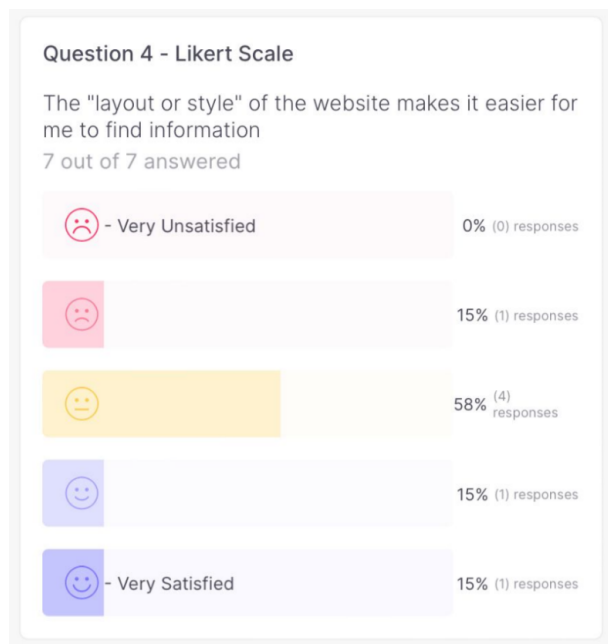 Question 4 - Likert Scale
The "layout or style" of the website makes it easier for
me to find information
7 out of 7 answered
- Very Unsatisfied 0% (0) responses
15% (1) responses
58% (4) responses
15% (1) responses
- Very Satisfied 15% (1) responses